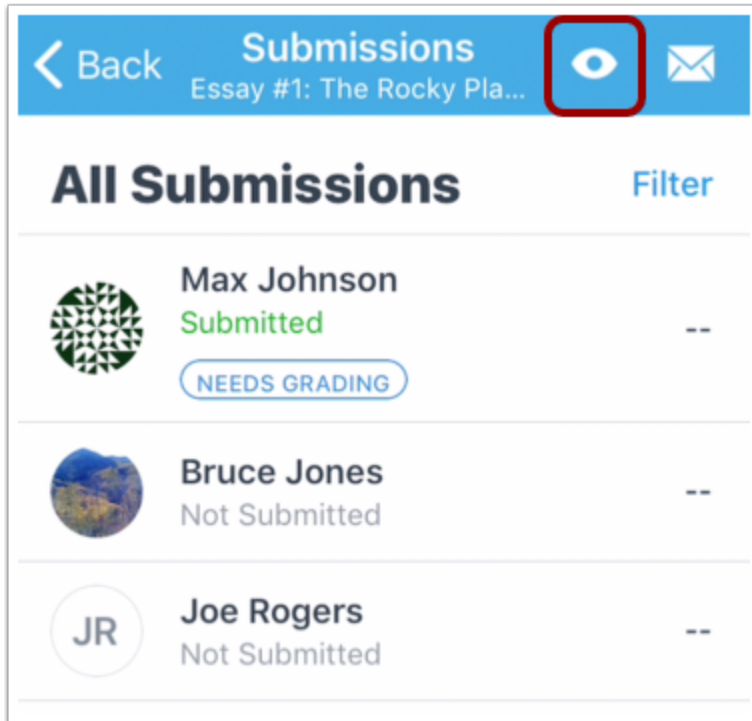 Back
Submissions
Essay #1: The Rocky Pla...
All Submissions
Filter
Max Johnson
Submitted
--
NEEDS GRADING
Bruce Jones
Not Submitted
--
JR
Joe Rogers
Not Submitted
--